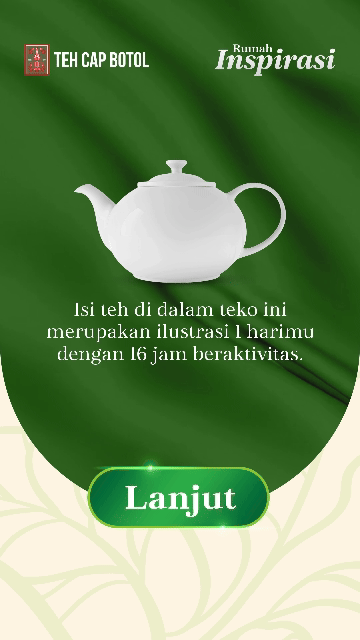 TEH CAP BOTOL
Rumah
Inspirasi
Isi teh di dalam teko ini
merupakan ilustrasi 1 harimu
dengan 16 jam beraktivitas.
Lanjut